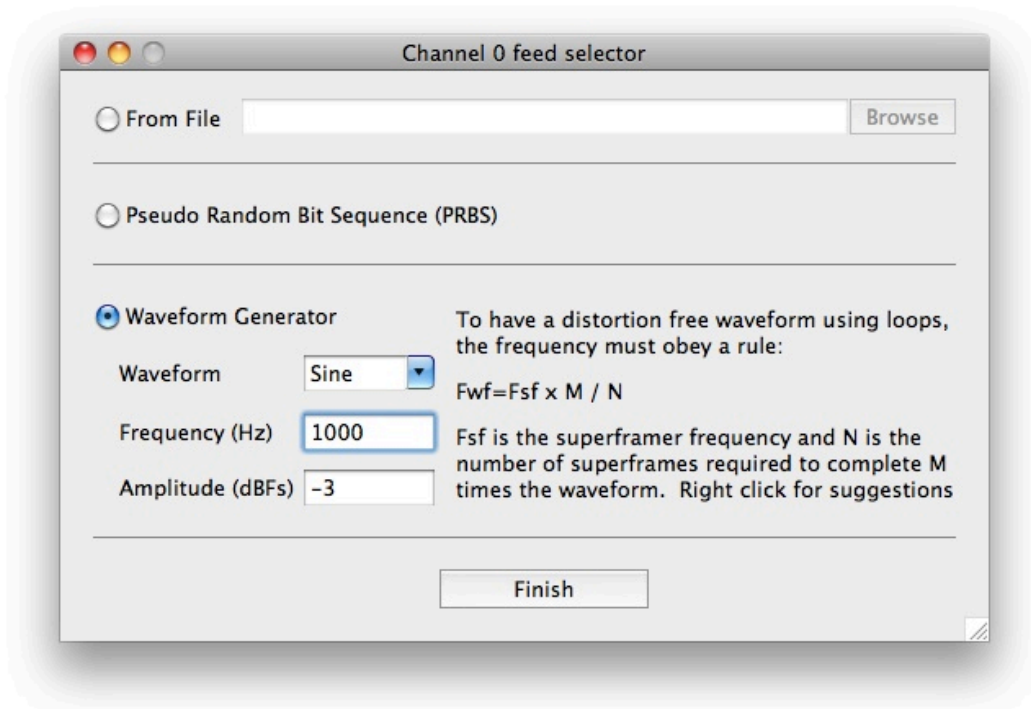 Channel 0 feed selector
From File
Browse
Pseudo Random Bit Sequence (PRBS)
Waveform Generator
Waveform
Sine
Frequency (Hz)
1000
Amplitude (dBFs)
-3
To have a distortion free waveform using loops,
the frequency must obey a rule:
Fwf=Fsf x M / N
Fsf is the superframer frequency and N is the
number of superframes required to complete M
times the waveform.  Right click for suggestions
Finish